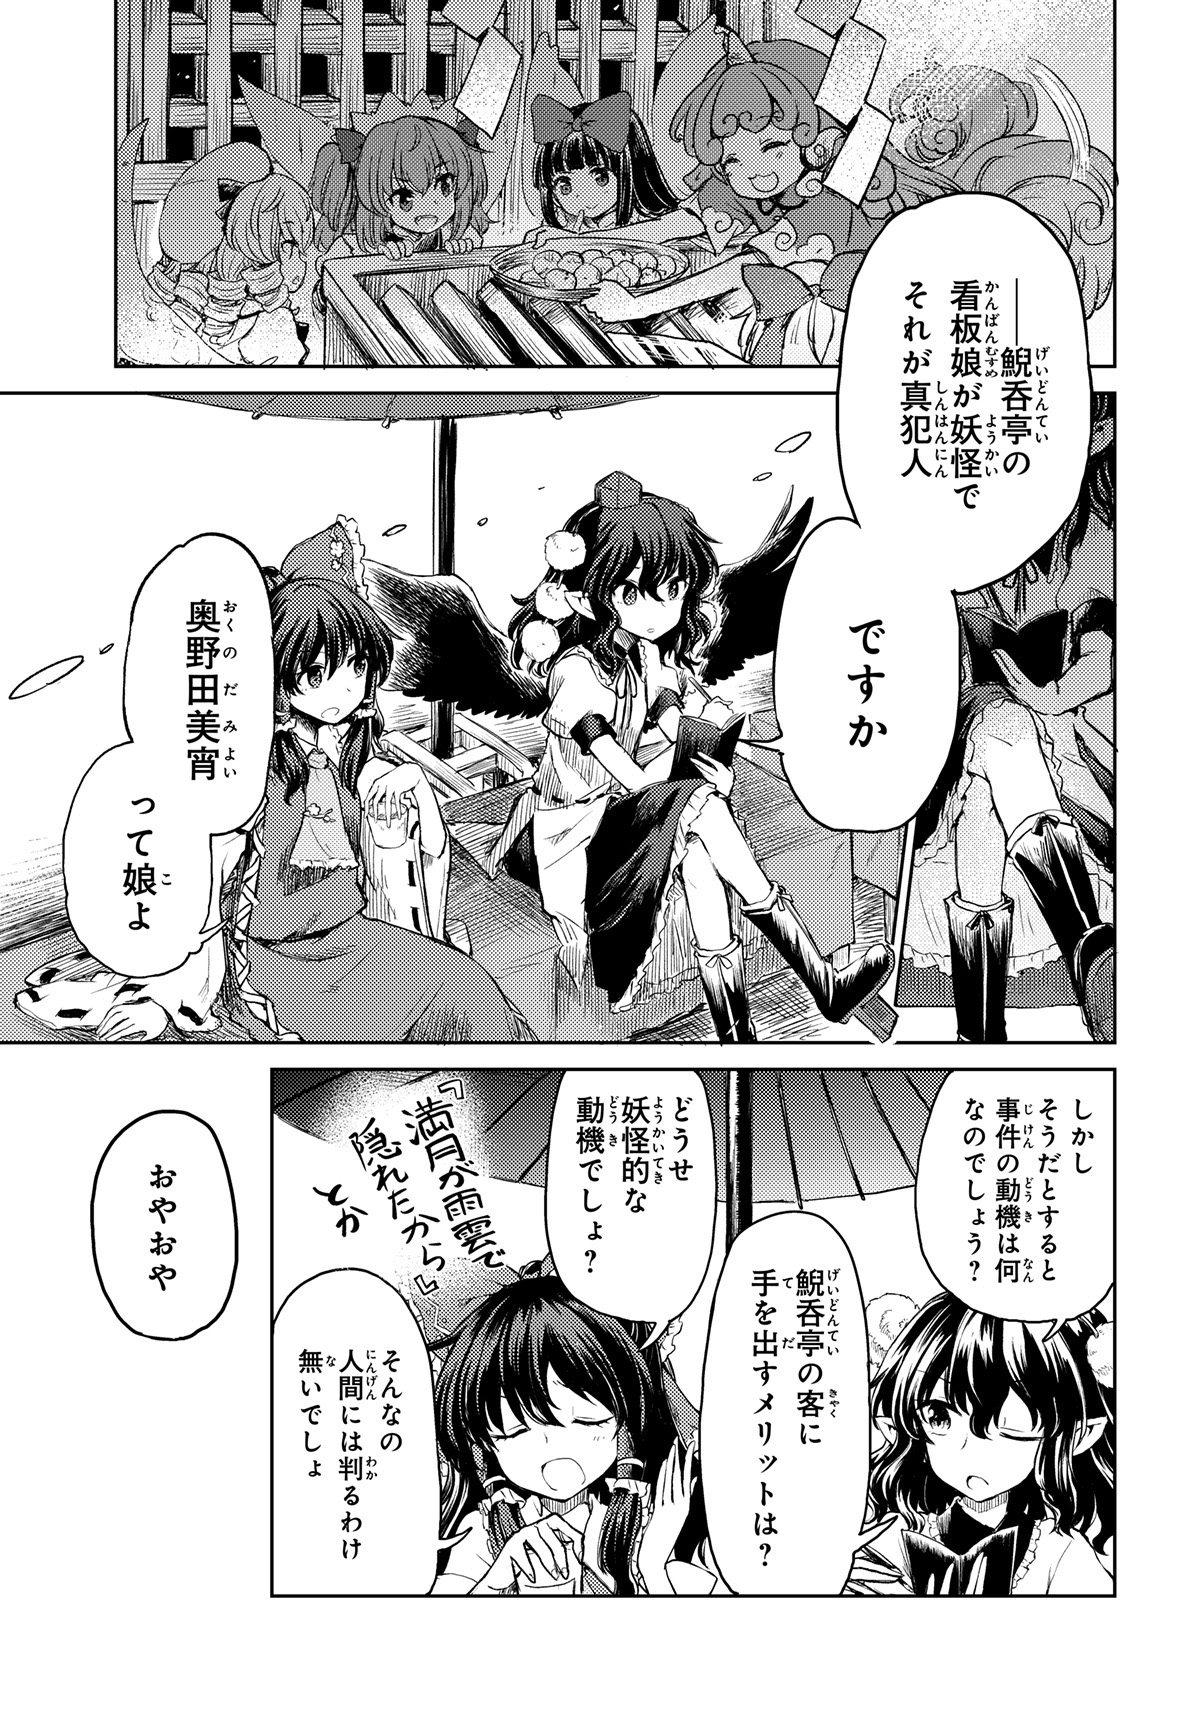 ──鯢呑亭の
看板娘が妖怪で
それが真犯人
ですか
奥野田美宵
って娘よ
しかし
そうだとすると
事件の動機は何
なのでしょう？
鯢呑亭の客に
手を出すメリットは？
どうせ
妖怪的な
動機でしょ？
『満月が雨雲で
隠れたから』
とか
そんなの
人間には判るわけ
無いでしょ
おやおや